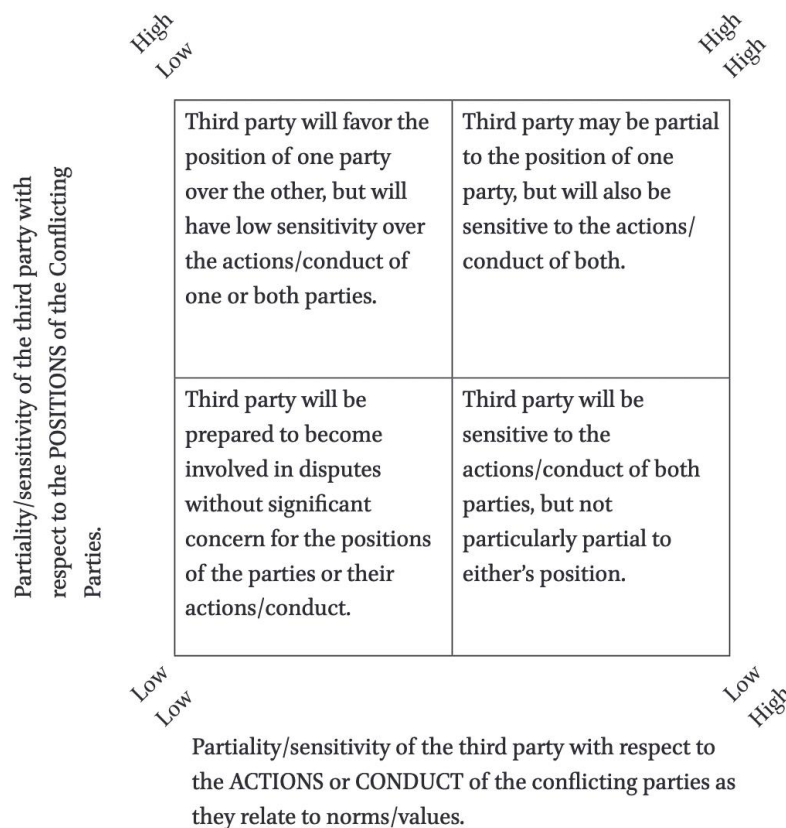 High
Low
High
High
Partiality/sensitivity of the third party with
respect to the POSITIONS of the Conflicting
Parties.
Third party will favor the
position of one party
over the other, but will
have low sensitivity over
the actions/conduct of
one or both parties.
Third party may be partial
to the position of one
party, but will also be
sensitive to the actions/
conduct of both.
Third party will be
prepared to become
involved in disputes
without significant
concern for the positions
of the parties or their
actions/conduct.
Third party will be
sensitive to the
actions/conduct of both
parties, but not
particularly partial to
either's position.
Low
Low
Low
High
Partiality/sensitivity of the third party with respect to
the ACTIONS or CONDUCT of the conflicting parties as
they relate to norms/values.